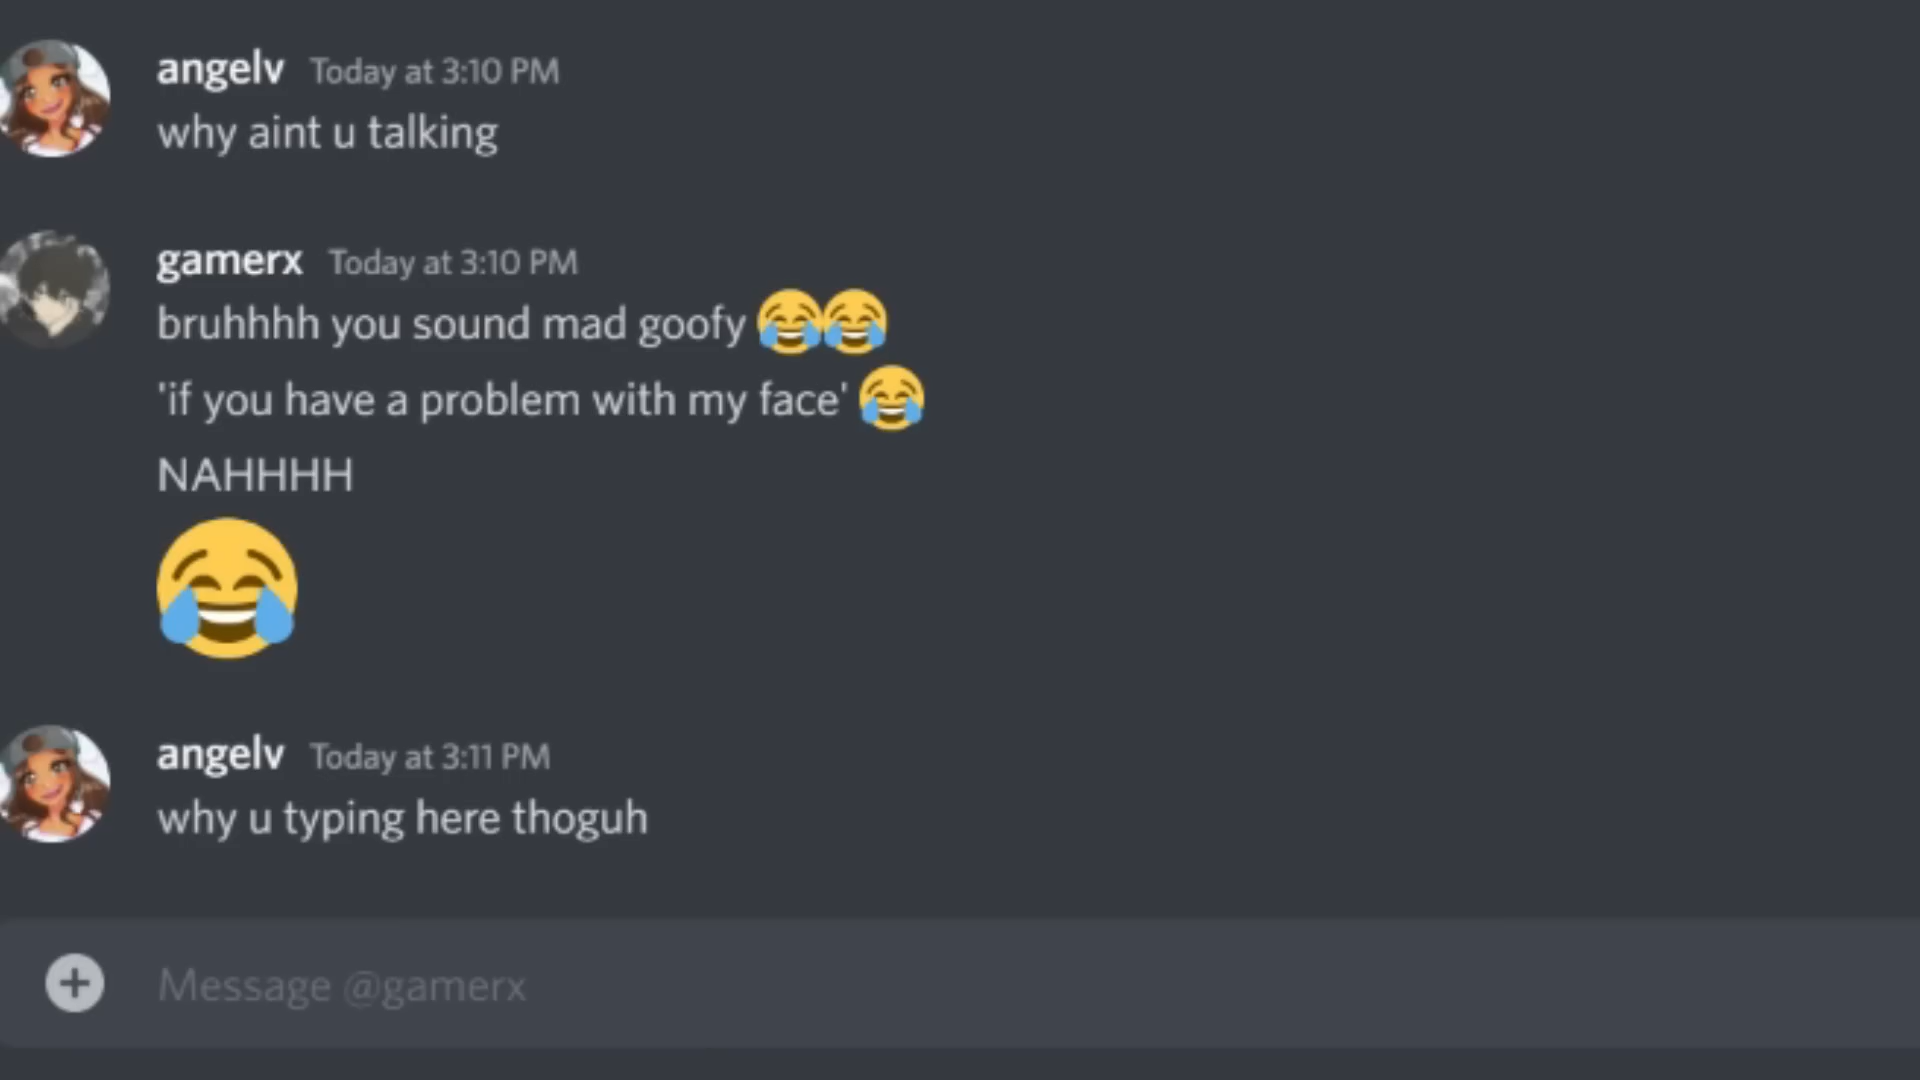 angelv Today at 3:10 PM
why aint u talking
gamerx Today at 3:10 PM
bruhhhh you sound mad goofy 😂😂
'if you have a problem with my face' 😂
NAHHHH
😂
angelv Today at 3:11 PM
why u typing here thoguh
Message @gamerx